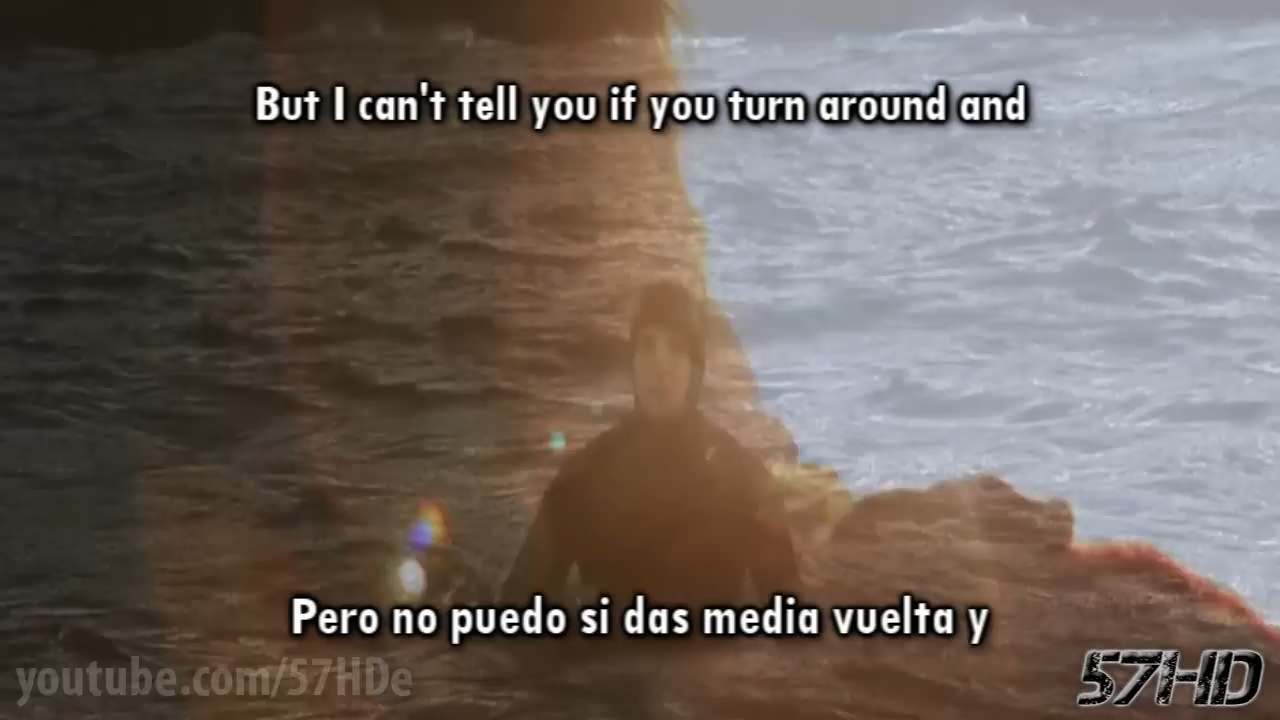 But I can't tell you if you turn around and
Pero no puedo si das media vuelta y
youtube.com/57HDe
57HD